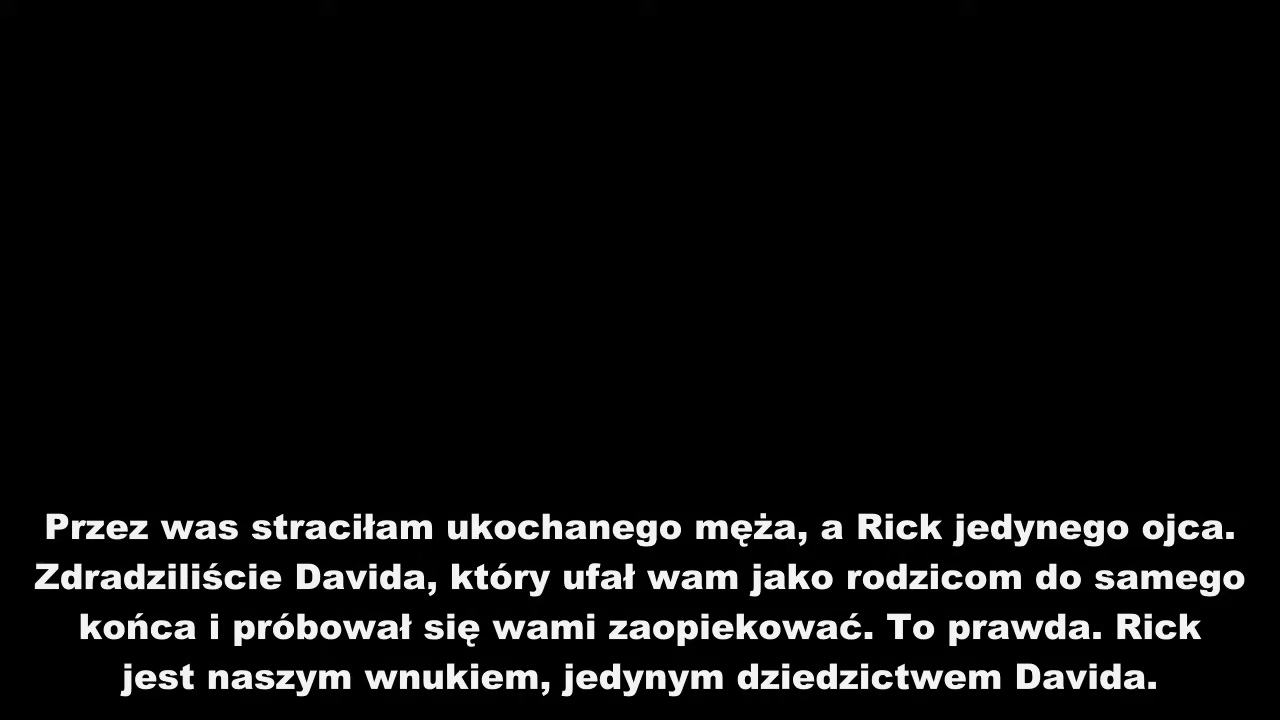 Przez was straciłam ukochanego męża, a Rick jedynego ojca.
Zdradziliście Davida, który ufał wam jako rodzicom do samego
końca i próbował się wami zaopiekować. To prawda. Rick
jest naszym wnukiem, jedynym dziedzictwem Davida.